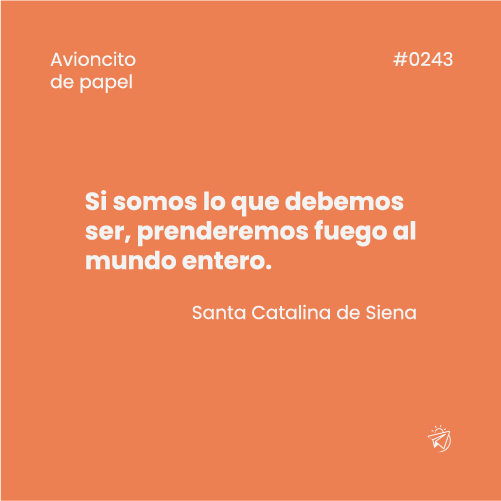 Avioncito
de papel
#0243
Si somos lo que debemos
ser, prenderemos fuego al
mundo entero.
Santa Catalina de Siena